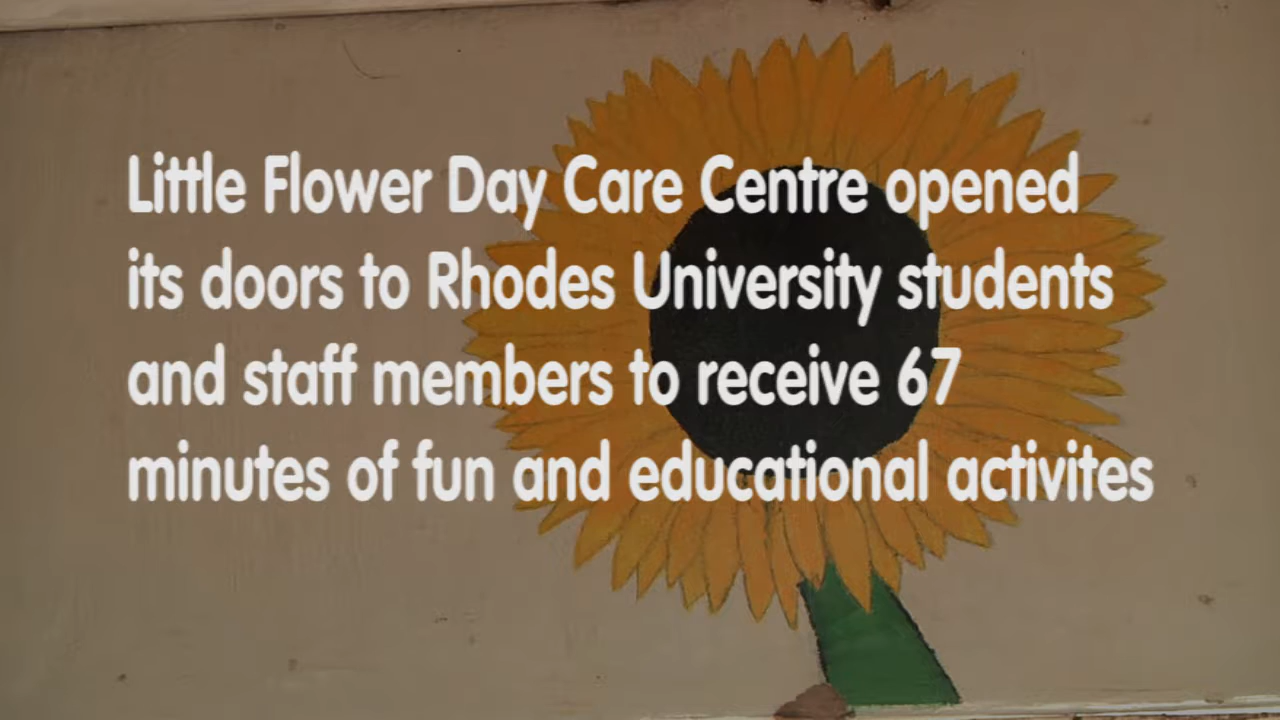 Little Flower Day Care Centre opened
its doors to Rhodes University students
and staff members to receive 67
minutes of fun and educational activites